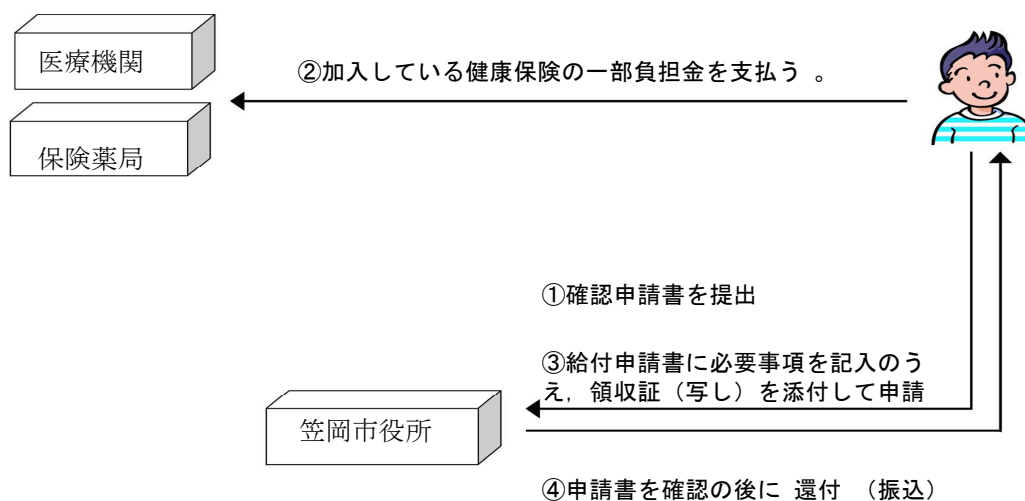 医療機関
②加入している健康保険の一部負担金を支払う 。
保険薬局
①確認申請書を提出
③給付申請書に必要事項を記入のう
え, 領収証（写し）を添付して申請
笠岡市役所
④申請書を確認の後に 還付 （振込）